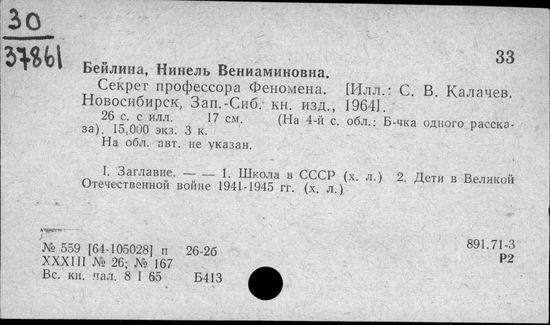 30
37861
33
Бейлина, Нинель Вениаминовна.
Секрет профессора Феномена. [Илл.: С. В. Калачев.
Новосибирск, Зап.-Сиб. кн. изд., 1964].
26 с. с илл. 17 см. (На 4-й с. обл.: Б-чка одного расска-
за). 15,000 экз. 3 к.
На обл. авт. не указан.
I. Заглавие. — — 1. Школа в СССР (х. л.) 2. Дети в Великой
Отечественной войне 1941-1945 гг. (х. л.)
№ 559 [64-105028] п 26-2б
XXXIII № 26; № 167
Вс. кн. пал. 8 I 65 Б413
891.71-3
Р2